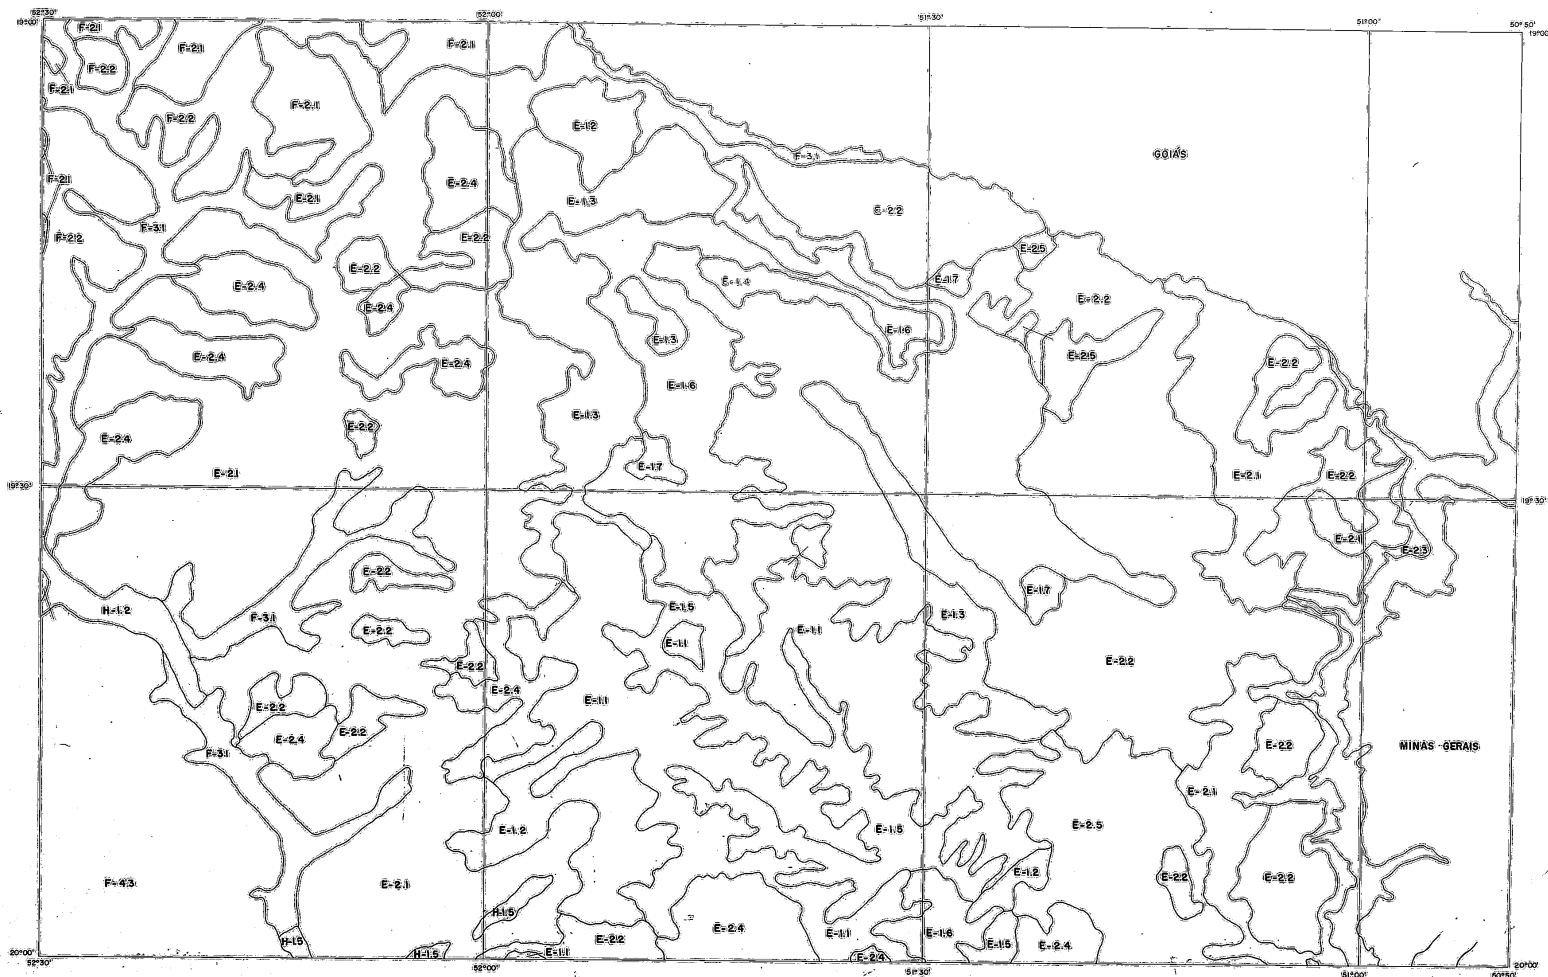 52°30'
52°00'
51°30'
51°00'
50°50'
19°00'
19°00'
F=2.1
F=2.1
F=2.1
F=2.2
F=2.1
F=2.1
F=2.2
E=1.2
GOIÁS
F=3.1
F=2.1
E=2.4
E=2.1
E=1.3
E=2.2
F=3.1
F=2.2
E=2.2
E=2.5
E=2.2
E=1.7
E=1.4
E=2.4
E=2.2
E=2.4
E=1.6
E=1.3
E=2.4
E=2.4
E=2.5
E=2.2
E=1.6
E=1.3
E=2.2
E=2.4
E=1.7
E=2.1
E=2.1
E=2.2
19°30'
19°30'
E=2.1
E=2.3
E=2.2
E=1.7
H=1.2
F=3.1
E=1.5
E=1.3
E=2.2
E=1.1
E=1.1
E=2.2
E=2.2
E=2.4
E=1.1
E=2.2
E=2.2
E=2.4
F=3.1
E=2.2
MINAS GERAIS
E=2.1
E=1.2
E=1.5
E=2.5
E=1.2
E=2.2
E=2.2
F=4.3
E=2.1
H=1.5
E=2.4
E=1.1
E=1.6
E=2.2
H=1.5
E=1.5
E=2.4
H=1.5
E=1.1
E=2.4
20°00'
20°00'
52°30'
52°00'
51°30'
51°00'
50°50'